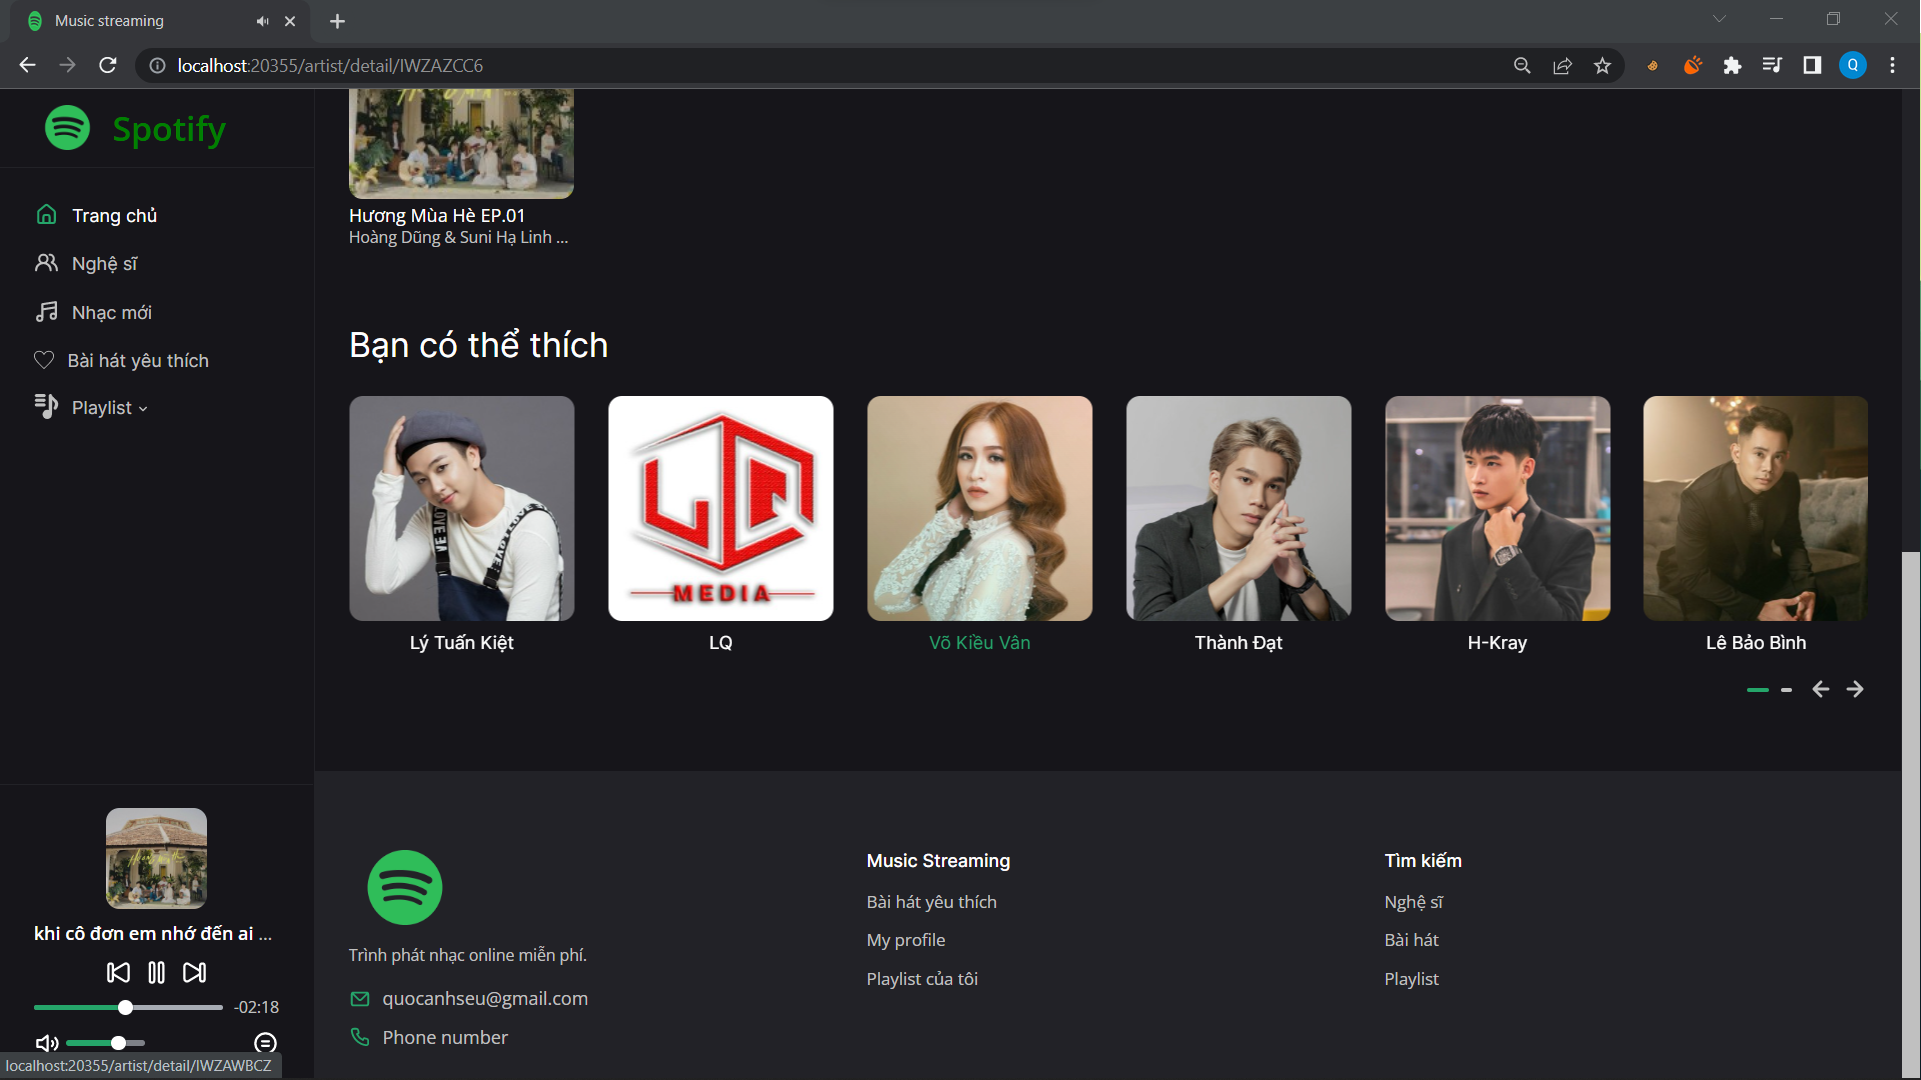 Music streaming
localhost:20355/artist/detail/IWZAZCC6
Q
Spotify
Trang chủ
Nghệ sĩ
Nhạc mới
Bài hát yêu thích
Playlist
Hương Mùa Hè EP.01
Hoàng Dũng & Suni Hạ Linh ...
Bạn có thể thích
LQ
MEDIA
Lý Tuấn Kiệt
LQ
Võ Kiều Vân
Thành Đạt
H-Kray
Lê Bảo Bình
khi cô đơn em nhớ đến ai ...
-02:18
Trình phát nhạc online miễn phí.
quocanhseu@gmail.com
Phone number
Music Streaming
Bài hát yêu thích
My profile
Playlist của tôi
Tìm kiếm
Nghệ sĩ
Bài hát
Playlist
localhost:20355/artist/detail/IWZAWBCZ